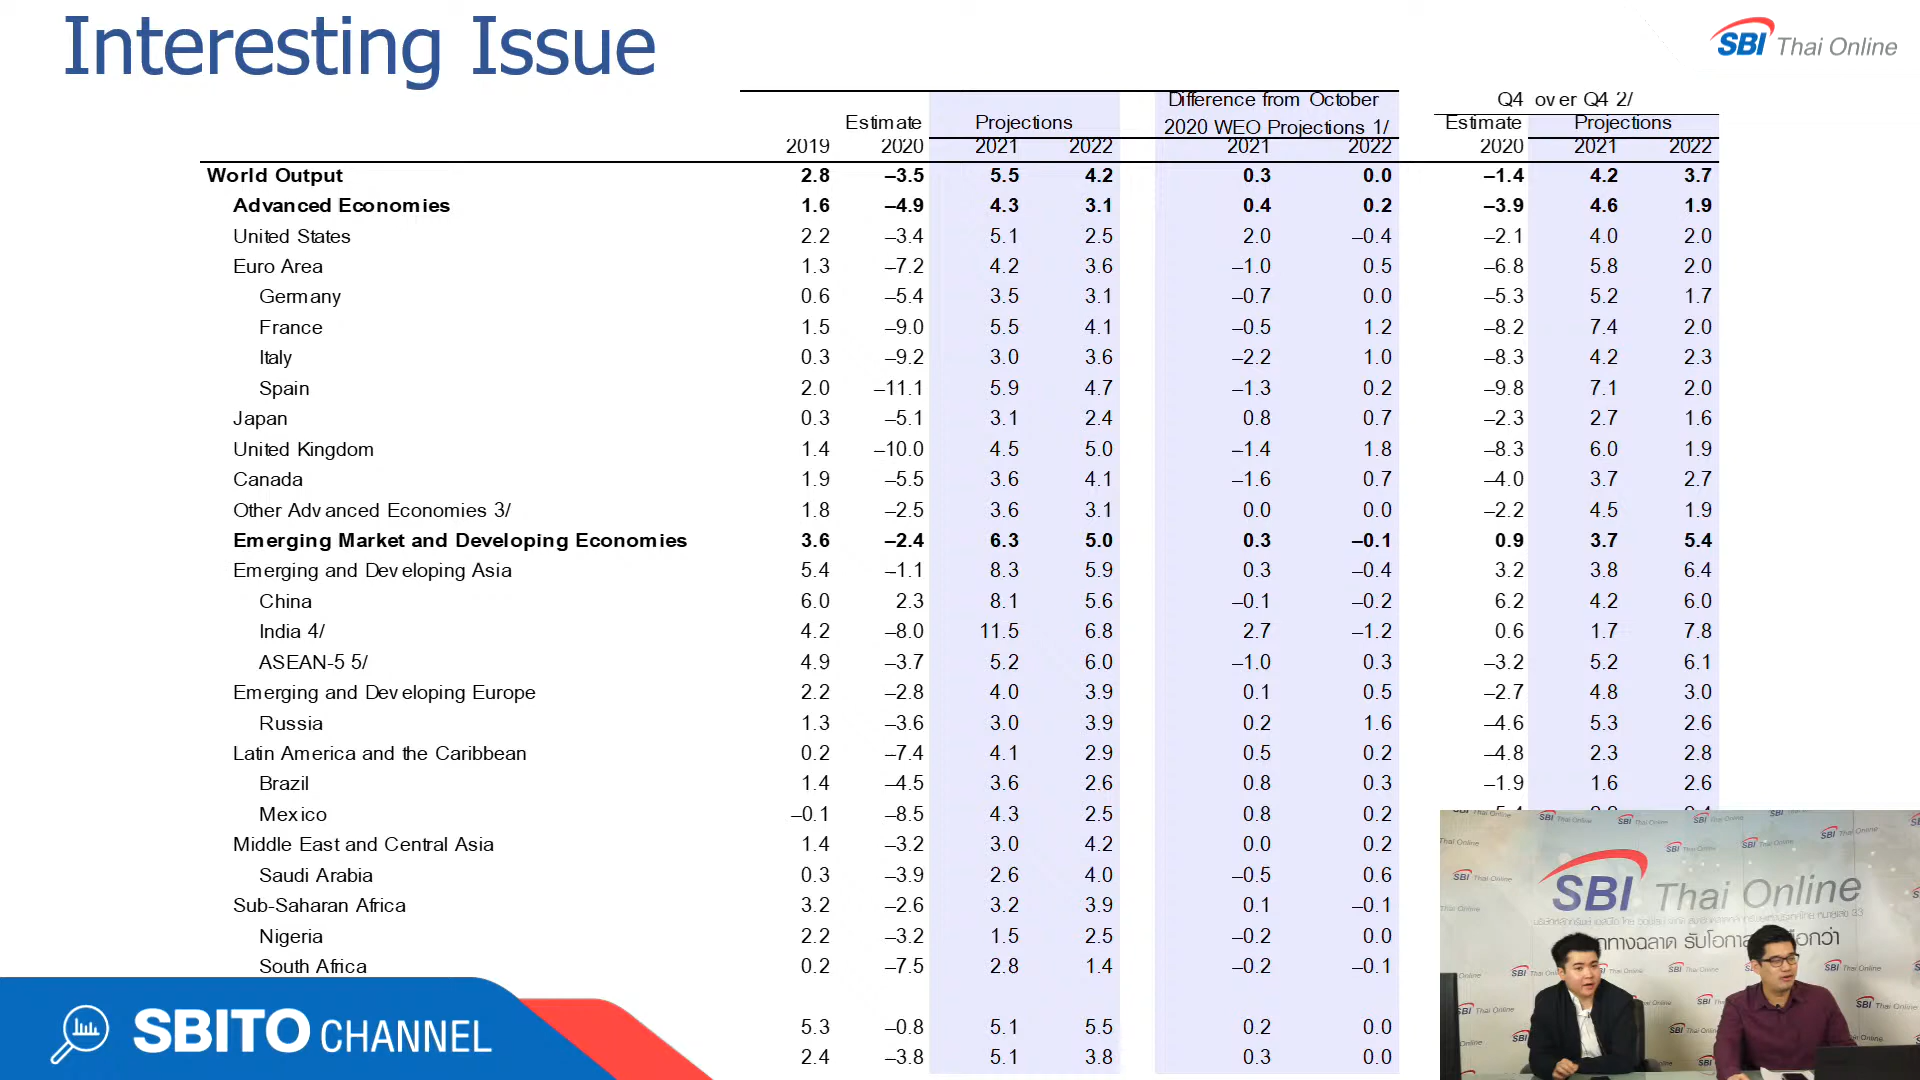 Interesting Issue
SBI Thai Online
Difference from October Q4 over Q4 2/
Estimate Projections 2020 WEO Projections 1/ Estimate Projections
2019 2020 2021 2022 2021 2022 2020 2021 2022
World Output 2.8 –3.5 5.5 4.2 0.3 0.0 –1.4 4.2 3.7
Advanced Economies 1.6 –4.9 4.3 3.1 0.4 0.2 –3.9 4.6 1.9
United States 2.2 –3.4 5.1 2.5 2.0 –0.4 –2.1 4.0 2.0
Euro Area 1.3 –7.2 4.2 3.6 –1.0 0.5 –6.8 5.8 2.0
Germany 0.6 –5.4 3.5 3.1 –0.7 0.0 –5.3 5.2 1.7
France 1.5 –9.0 5.5 4.1 –0.5 1.2 –8.2 7.4 2.0
Italy 0.3 –9.2 3.0 3.6 –2.2 1.0 –8.3 4.2 2.3
Spain 2.0 –11.1 5.9 4.7 –1.3 0.2 –9.8 7.1 2.0
Japan 0.3 –5.1 3.1 2.4 0.8 0.7 –2.3 2.7 1.6
United Kingdom 1.4 –10.0 4.5 5.0 –1.4 1.8 –8.3 6.0 1.9
Canada 1.9 –5.5 3.6 4.1 –1.6 0.7 –4.0 3.7 2.7
Other Advanced Economies 3/ 1.8 –2.5 3.6 3.1 0.0 0.0 –2.2 4.5 1.9
Emerging Market and Developing Economies 3.6 –2.4 6.3 5.0 0.3 –0.1 0.9 3.7 5.4
Emerging and Developing Asia 5.4 –1.1 8.3 5.9 0.3 –0.4 3.2 3.8 6.4
China 6.0 2.3 8.1 5.6 –0.1 –0.2 6.2 4.2 6.0
India 4/ 4.2 –8.0 11.5 6.8 2.7 –1.2 0.6 1.7 7.8
ASEAN-5 5/ 4.9 –3.7 5.2 6.0 –1.0 0.3 –3.2 5.2 6.1
Emerging and Developing Europe 2.2 –2.8 4.0 3.9 0.1 0.5 –2.7 4.8 3.0
Russia 1.3 –3.6 3.0 3.9 0.2 1.6 –4.6 5.3 2.6
Latin America and the Caribbean 0.2 –7.4 4.1 2.9 0.5 0.2 –4.8 2.3 2.8
Brazil 1.4 –4.5 3.6 2.6 0.8 0.3 –1.9 1.6 2.6
Mexico –0.1 –8.5 4.3 2.5 0.8 0.2
Middle East and Central Asia 1.4 –3.2 3.0 4.2 0.0 0.2
Saudi Arabia 0.3 –3.9 2.6 4.0 –0.5 0.6
Sub-Saharan Africa 3.2 –2.6 3.2 3.9 0.1 –0.1
Nigeria 2.2 –3.2 1.5 2.5 –0.2 0.0
South Africa 0.2 –7.5 2.8 1.4 –0.2 –0.1
5.3 –0.8 5.1 5.5 0.2 0.0
2.4 –3.8 5.1 3.8 0.3 0.0
SBI Thai Online
SBITO CHANNEL